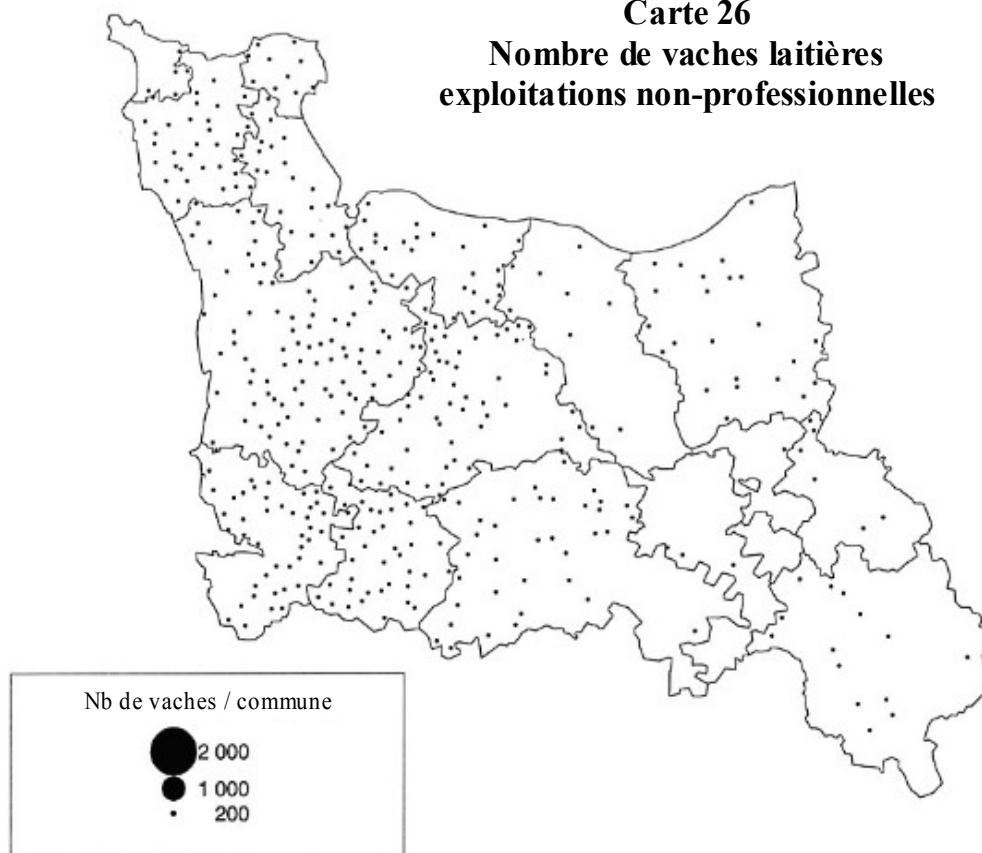 Carte 26
Nombre de vaches laitières
exploitations non-professionnelles
Nb de vaches / commune
2 000
1 000
200